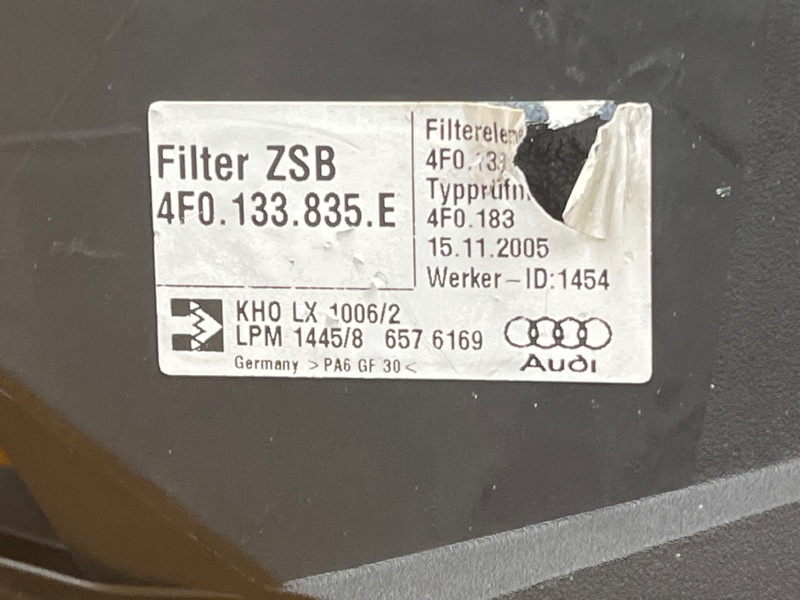 Filter ZSB
4F0.133.835.E
4F0.
4F0.183
15.11.2005
Werker-ID:1454
KHO LX 1006/2
LPM 1445/8 657 6169
Germany >PA6 GF 30<
Audi